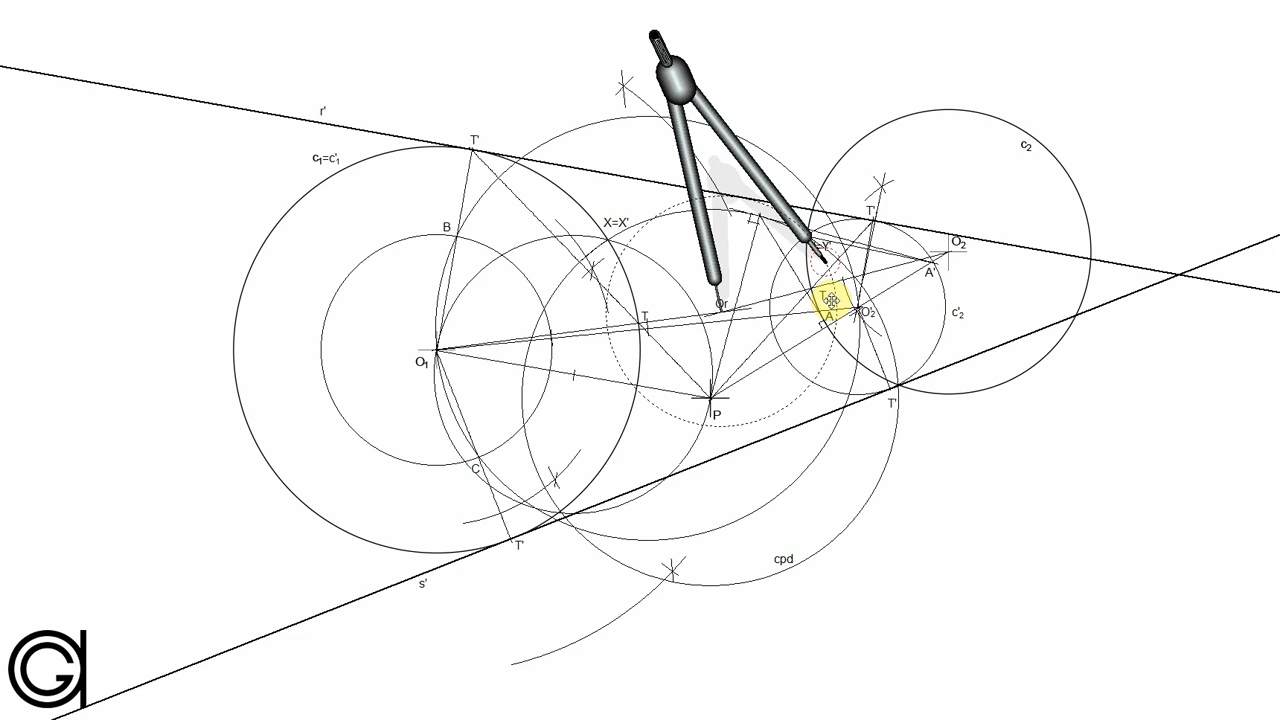 r'
T'
c₁=c'₁
c₂
B
X=X'
T'
O₂
Y'
A'
Or
T
T
A
O'₂
c'₂
O₁
P
T'
C
T'
cpd
s'